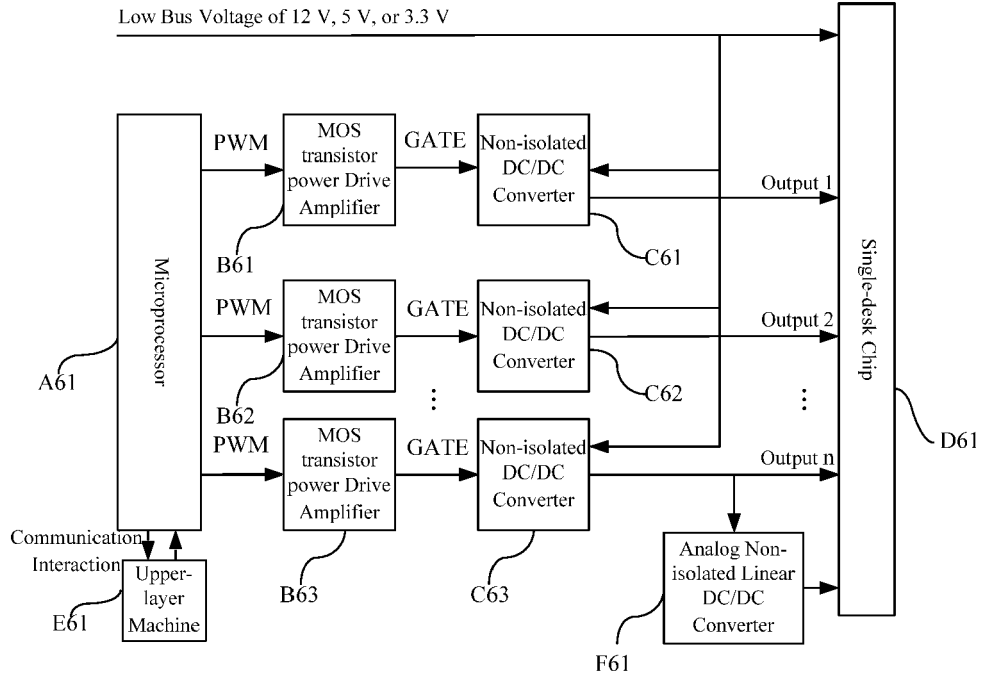 Low Bus Voltage of 12 V, 5 V, or 3.3 V
PWM
MOS
transistor
power Drive
Amplifier
GATE
Non-isolated
DC/DC
Converter
Output 1
B61
C61
Microprocessor
Single-desk Chip
PWM
MOS
transistor
power Drive
Amplifier
GATE
Non-isolated
DC/DC
Converter
Output 2
A61
B62
C62
...
...
D61
PWM
MOS
transistor
power Drive
Amplifier
GATE
Non-isolated
DC/DC
Converter
Output n
Communication
Interaction
Upper-
layer
Machine
E61
B63
C63
Analog Non-
isolated Linear
DC/DC
Converter
F61